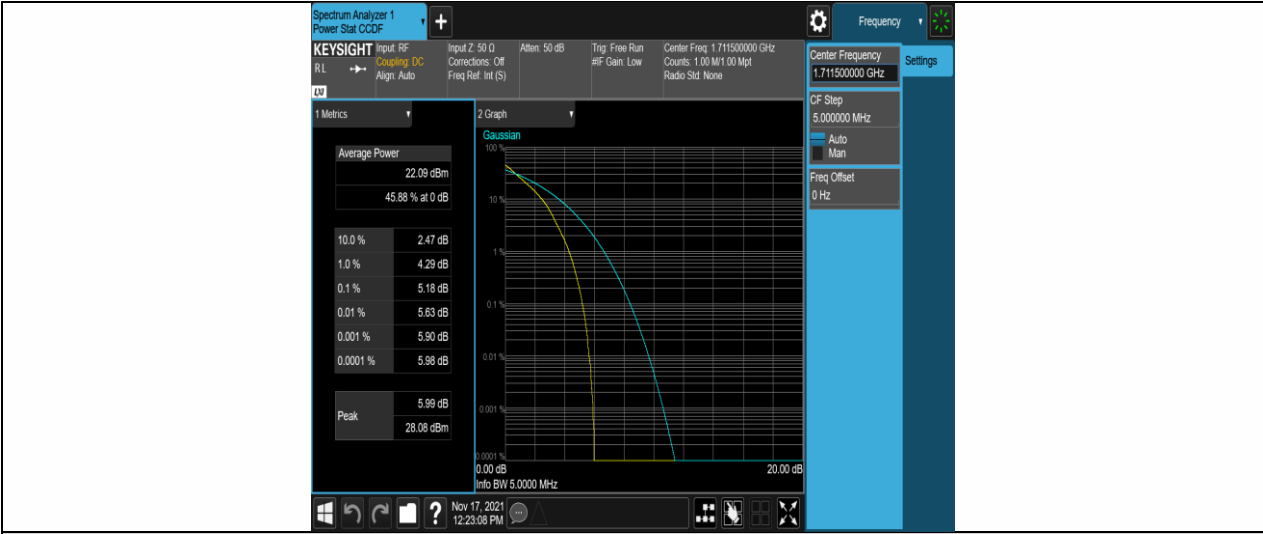 Spectrum Analyzer 1
Power Stat CCDF
+
Frequency
KEYSIGHT
RL
LXI
Input: RF
Coupling: DC
Align: Auto
Input Z: 50 Ω
Corrections: Off
Freq Ref: Int (S)
Atten: 50 dB
Trig: Free Run
#IF Gain: Low
Center Freq: 1.711500000 GHz
Counts: 1.00 M/1.00 Mpt
Radio Std: None
Center Frequency
1.711500000 GHz
Settings
CF Step
5.000000 MHz
Auto
Man
Freq Offset
0 Hz
1 Metrics
Average Power
22.09 dBm
45.88 % at 0 dB
10.0 % 2.47 dB
1.0 % 4.29 dB
0.1 % 5.18 dB
0.01 % 5.63 dB
0.001 % 5.90 dB
0.0001 % 5.98 dB
Peak 5.99 dB
28.08 dBm
2 Graph
Gaussian
100 %
10 %
1 %
0.1 %
0.01 %
0.001 %
0.0001 %
0.00 dB 20.00 dB
Info BW 5.0000 MHz
?
Nov 17, 2021
12:23:08 PM